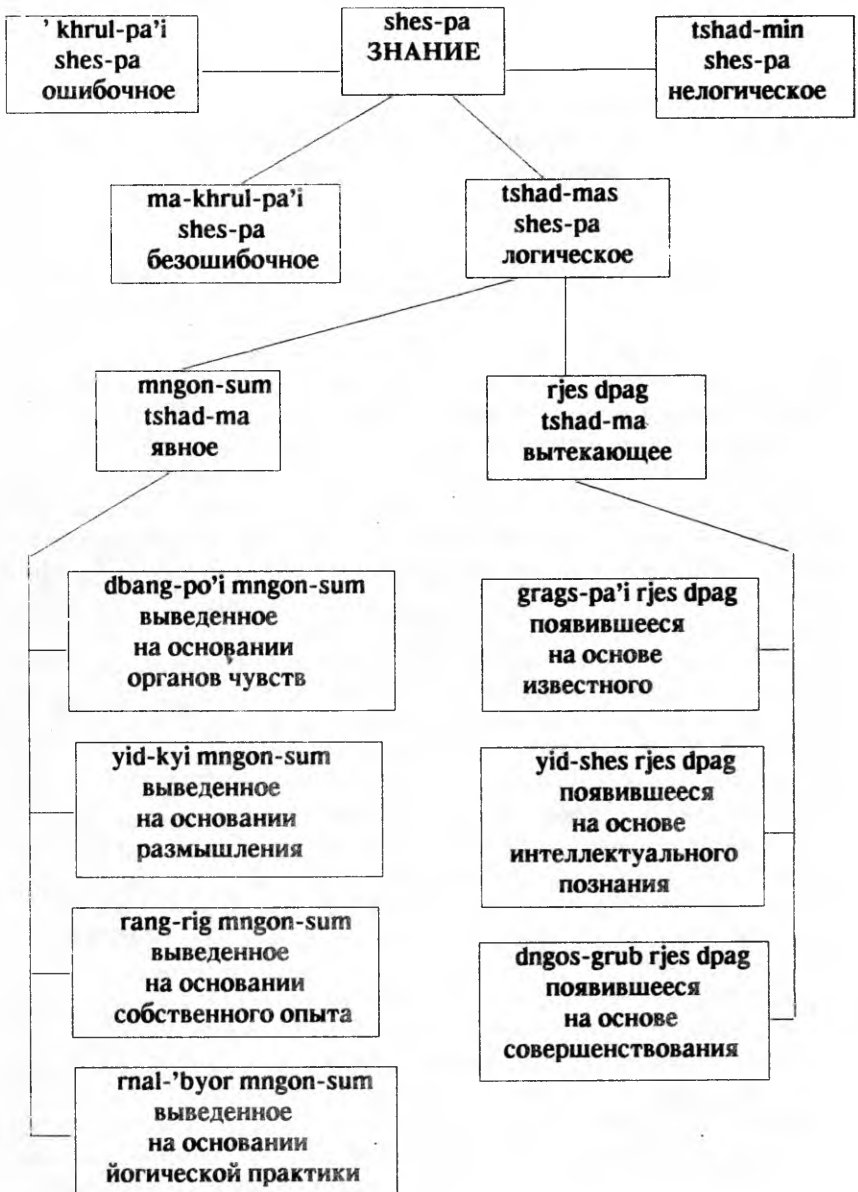 ' khrul-pa'i
shes-pa
ошибочное
shes-pa
ЗНАНИЕ
tshad-min
shes-pa
нелогическое
ma-khrul-pa'i
shes-pa
безошибочное
tshad-mas
shes-pa
логическое
mngon-sum
tshad-ma
явное
rjes dpag
tshad-ma
вытекающее
dbang-po'i mngon-sum
выведенное
на основании
органов чувств
yid-kyi mngon-sum
выведенное
на основании
размышления
rang-rig mngon-sum
выведенное
на основании
собственного опыта
rnal-'byor mngon-sum
выведенное
на основании
йогической практики
grags-pa'i rjes dpag
появившееся
на основе
известного
yid-shes rjes dpag
появившееся
на основе
интеллектуального
познания
dngos-grub rjes dpag
появившееся
на основе
совершенствования